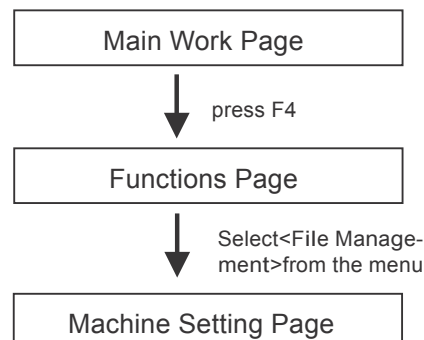 Main Work Page
press F4
Functions Page
Select<File Manage-
ment>from the menu
Machine Setting Page